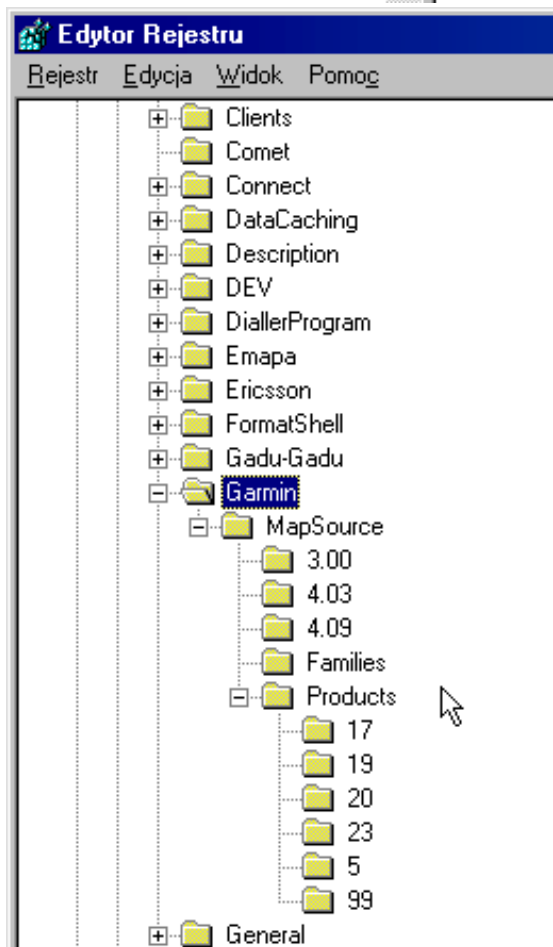 Edytor Rejestru
Rejestr Edycja Widok Pomoc
Clients
Comet
Connect
DataCaching
Description
DEV
DiallerProgram
Emapa
Ericsson
FormatShell
Gadu-Gadu
Garmin
MapSource
3.00
4.03
4.09
Families
Products
17
19
20
23
5
99
General